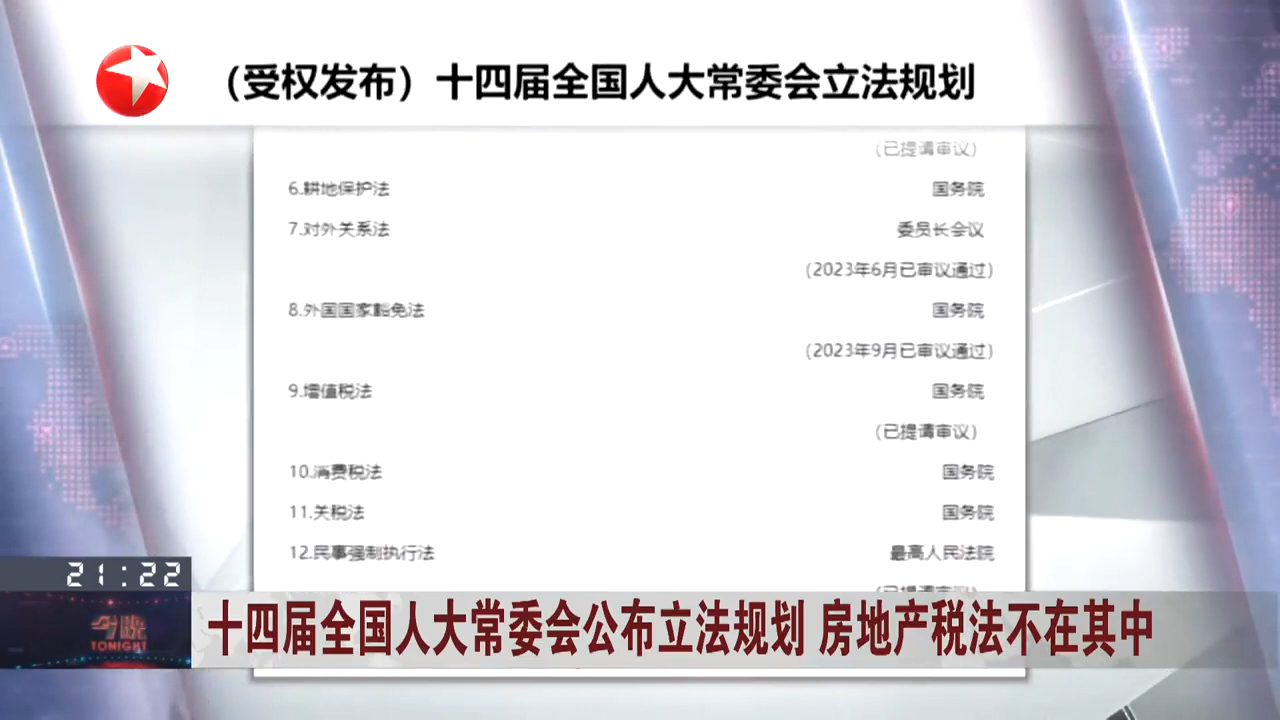 （受权发布）十四届全国人大常委会立法规划
（已提请审议）
6.耕地保护法 国务院
7.对外关系法 委员长会议
（2023年6月已审议通过）
8.外国国家豁免法 国务院
（2023年9月已审议通过）
9.增值税法 国务院
（已提请审议）
10.消费税法 国务院
11.关税法 国务院
12.民事强制执行法 最高人民法院
（已提请审议）
21:22
今晚
TONIGHT
十四届全国人大常委会公布立法规划 房地产税法不在其中